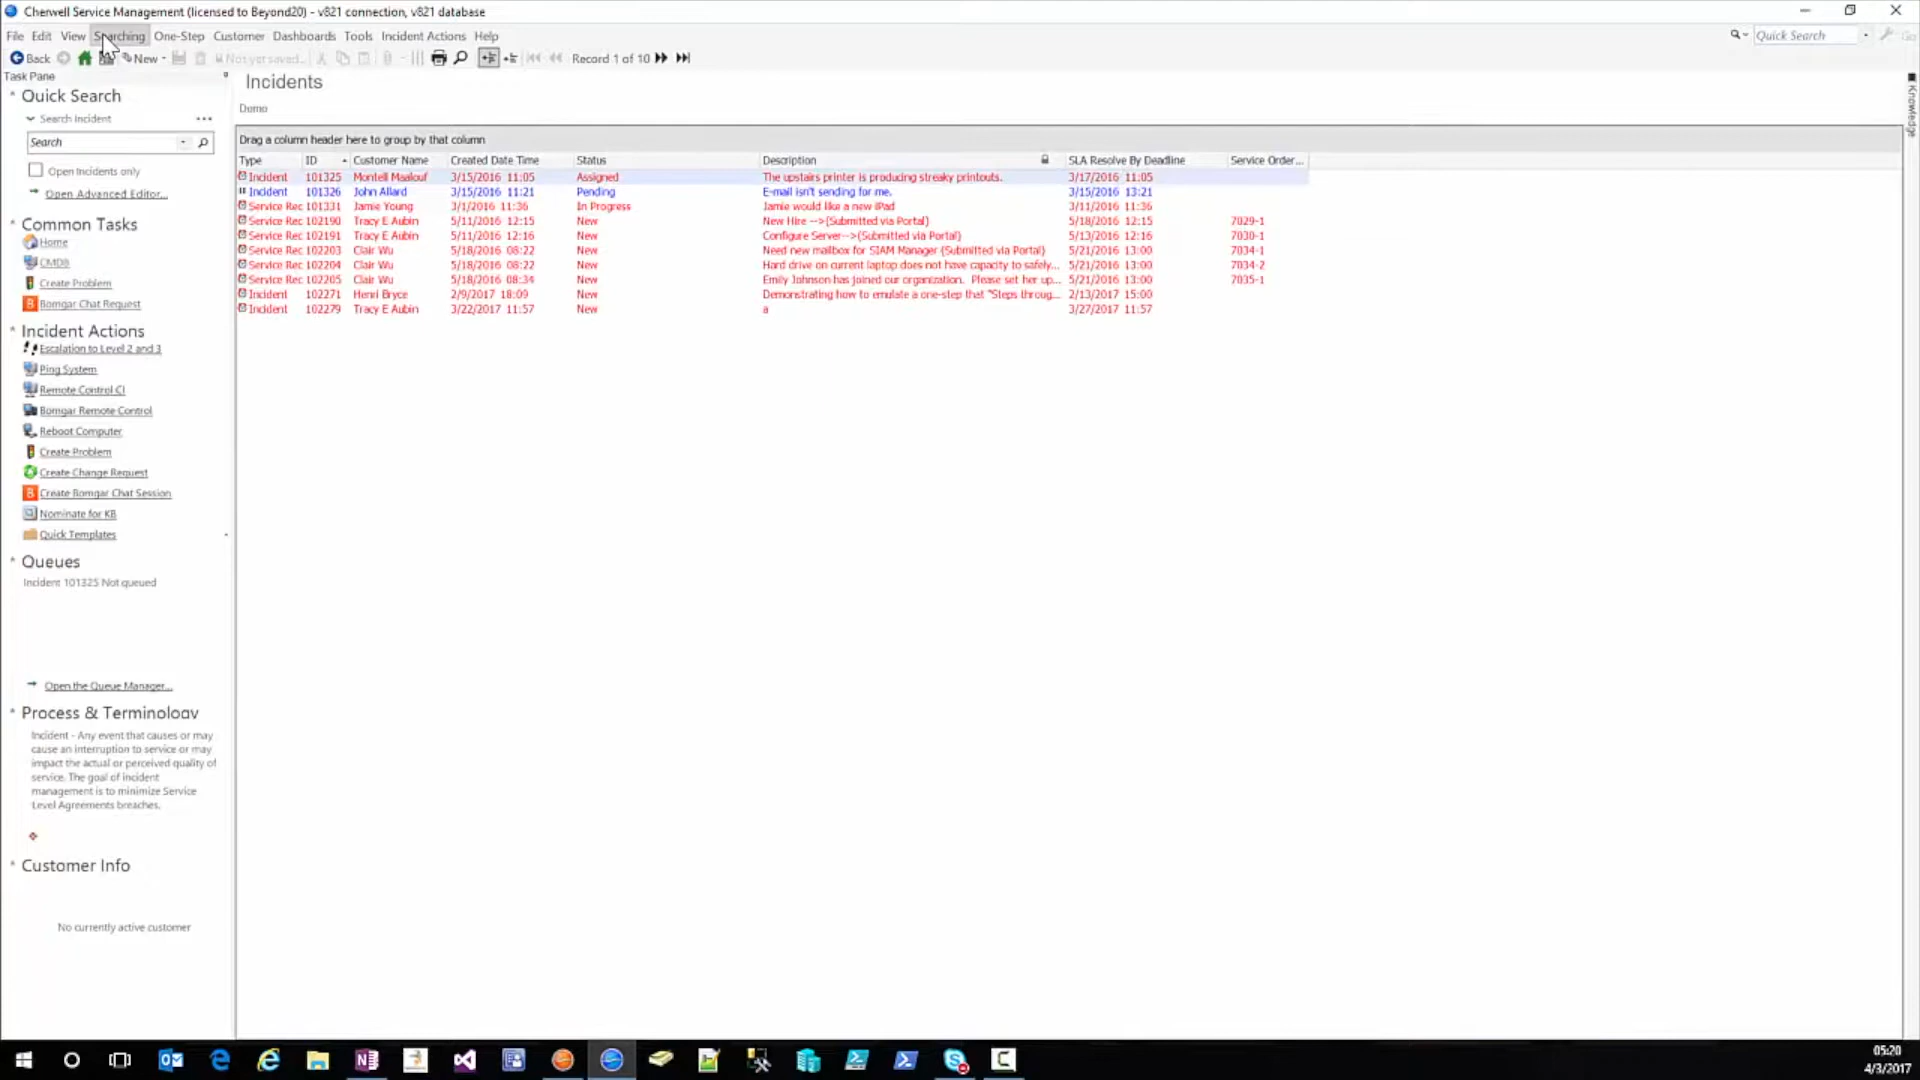 Cherwell Service Management (licensed to Beyond20) - v821 connection, v821 database
File Edit View Searching One-Step Customer Dashboards Tools Incident Actions Help
Quick Search
Back New Not yet saved... Record 1 of 10
Task Pane
Quick Search
Search Incident
Search
Open Incidents only
Open Advanced Editor...
Common Tasks
Home
CMDB
Create Problem
Bomgar Chat Request
Incident Actions
Escalation to Level 2 and 3
Ping System
Remote Control CI
Bomgar Remote Control
Reboot Computer
Create Problem
Create Change Request
Create Bomgar Chat Session
Nominate for KB
Quick Templates
Queues
Incident 101325 Not queued
Open the Queue Manager...
Process & Terminology
Incident - Any event that causes or may
cause an interruption to service or may
impact the actual or perceived quality of
service. The goal of incident
management is to minimize Service
Level Agreements breaches.
Customer Info
No currently active customer
Incidents
Demo
Drag a column header here to group by that column
Type ID Customer Name Created Date Time Status Description SLA Resolve By Deadline Service Order...
Incident 101325 Montell Maalouf 3/15/2016 11:05 Assigned The upstairs printer is producing streaky printouts. 3/17/2016 11:05
Incident 101326 John Allard 3/15/2016 11:21 Pending E-mail isn't sending for me. 3/15/2016 13:21
Service Rec 101331 Jamie Young 3/1/2016 11:36 In Progress Jamie would like a new iPad 3/11/2016 11:36
Service Rec 102190 Tracy E Aubin 5/11/2016 12:15 New New Hire -->{Submitted via Portal} 5/18/2016 12:15 7029-1
Service Rec 102191 Tracy E Aubin 5/11/2016 12:16 New Configure Server-->{Submitted via Portal} 5/13/2016 12:16 7030-1
Service Rec 102203 Clair Wu 5/18/2016 08:22 New Need new mailbox for SIAM Manager {Submitted via Portal} 5/21/2016 13:00 7034-1
Service Rec 102204 Clair Wu 5/18/2016 08:22 New Hard drive on current laptop does not have capacity to safely... 5/21/2016 13:00 7034-2
Service Rec 102205 Clair Wu 5/18/2016 08:34 New Emily Johnson has joined our organization. Please set her up... 5/21/2016 13:00 7035-1
Incident 102271 Henri Bryce 2/9/2017 18:09 New Demonstrating how to emulate a one-step that "Steps throug... 2/13/2017 15:00
Incident 102279 Tracy E Aubin 3/22/2017 11:57 New a 3/27/2017 11:57
Knowledge
05:20
4/3/2017